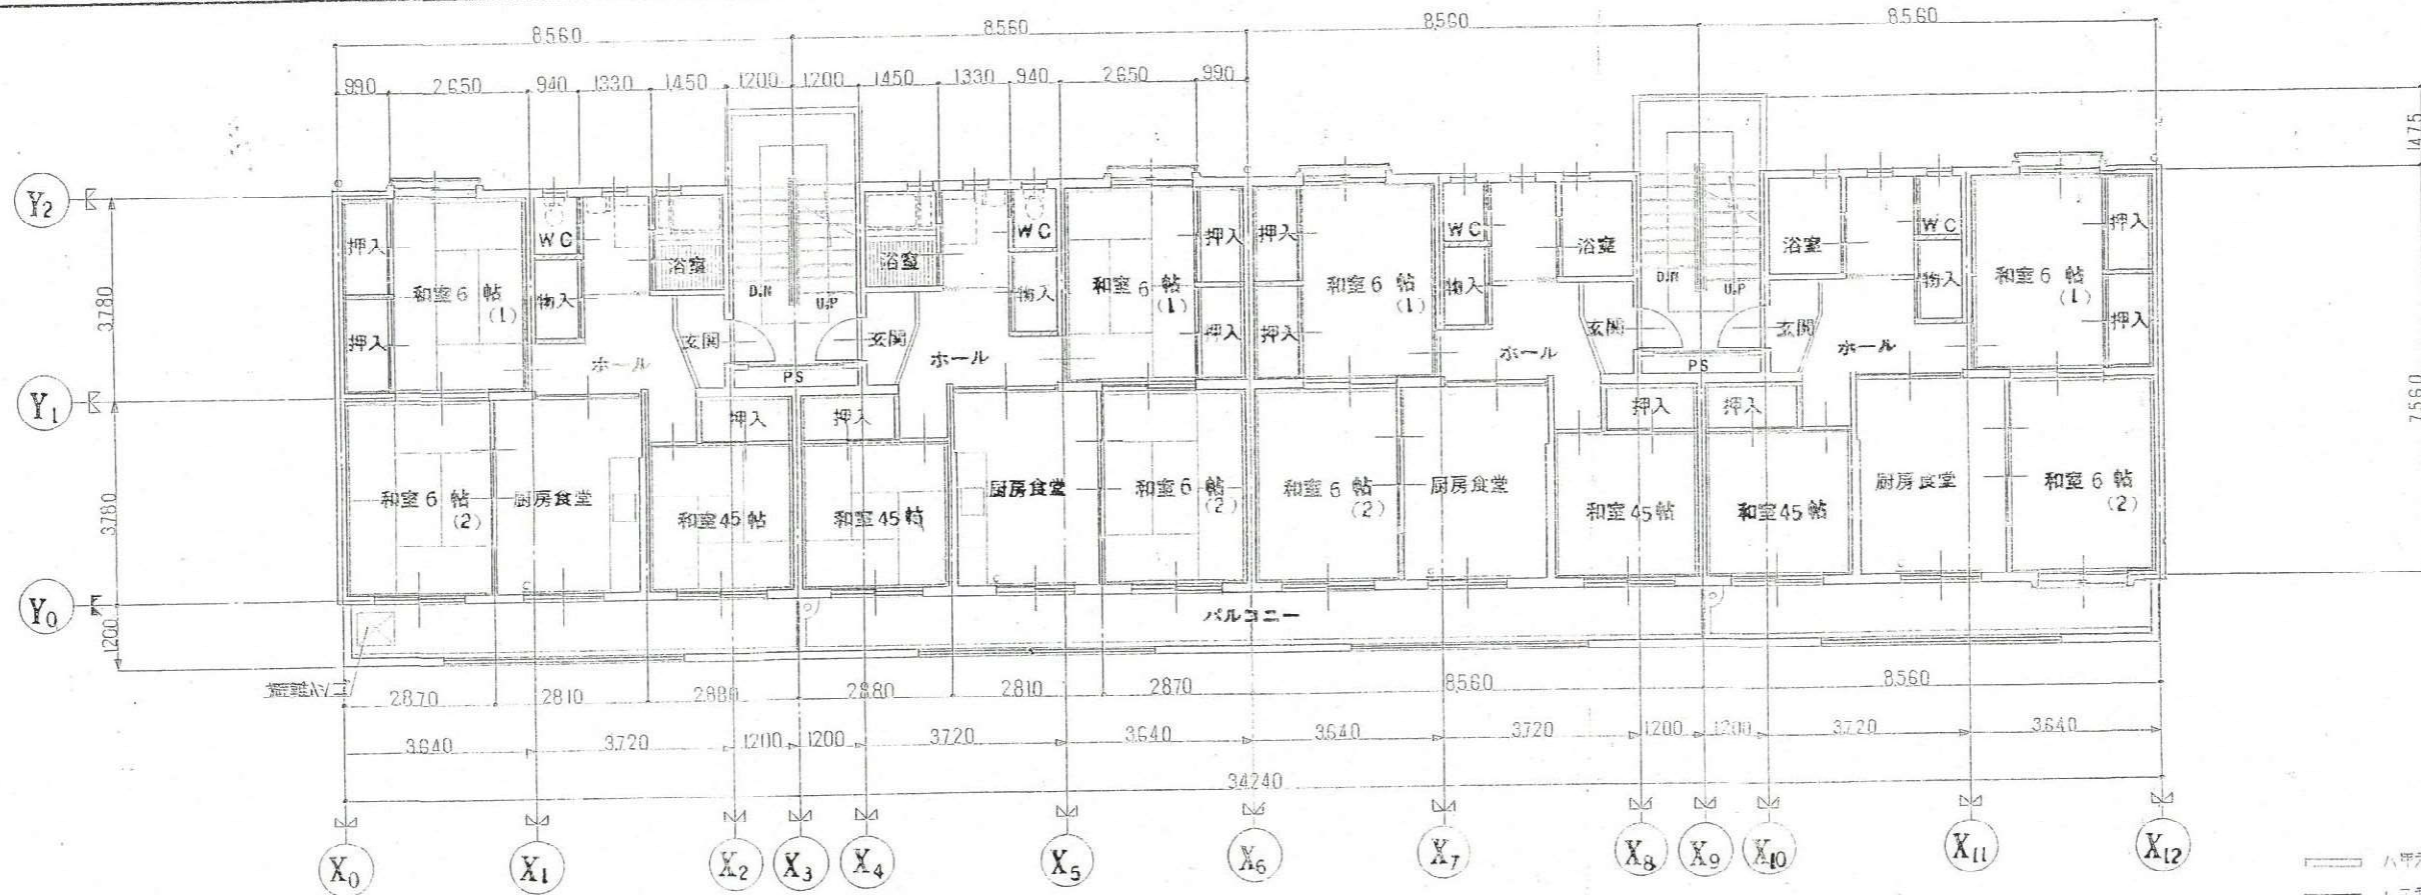 8560 8560 8560 8560
990 2650 940 1330 1450 1200 1200 1450 1330 940 2650 990
1475
Y2
押入 WC 浴室 浴室 WC 押入 押入 WC 浴室 浴室 WC 押入
和室6帖 (1) 物入 DN UP 物入 和室6帖 (1) 和室6帖 (1) 物入 DN UP 物入 和室6帖 (1)
3780
押入 ホール 玄関 玄関 ホール 押入 押入 ホール 玄関 玄関 ホール 押入
PS PS
Y1
7560
押入 押入 押入 押入
3780
和室6帖 (2) 厨房食堂 和室45帖 和室45帖 厨房食堂 和室6帖 (2) 和室6帖 (2) 厨房食堂 和室45帖 和室45帖 厨房食堂 和室6帖 (2)
Y0
1200
バルコニー
避難ハシゴ
2870 2810 2880 2880 2810 2870 8560 8560
3640 3720 1200 1200 3720 3640 3640 3720 1200 1200 3720 3640
34240
X0 X1 X2 X3 X4 X5 X6 X7 X8 X9 X10 X11 X12